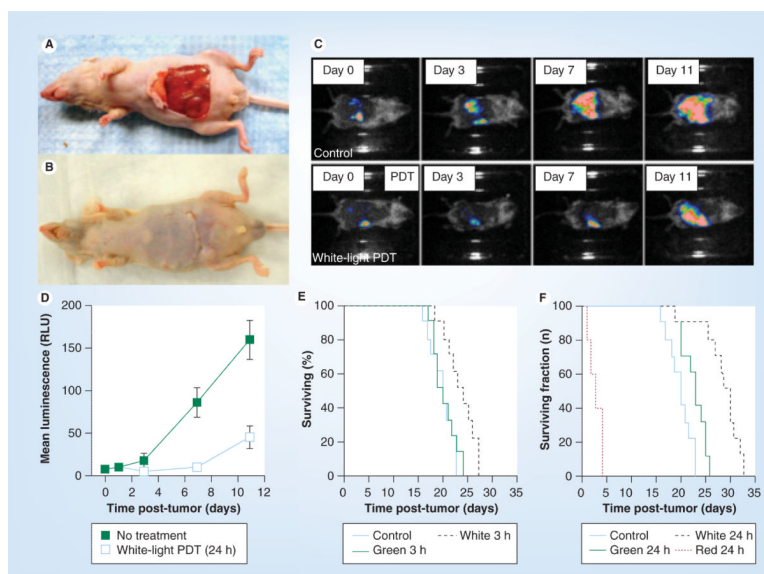 A
B
C
Day 0
Day 3
Day 7
Day 11
Control
Day 0
PDT
Day 3
Day 7
Day 11
White-light PDT
D
200
150
100
50
0
Mean luminescence (RLU)
0 2 4 6 8 10 12
Time post-tumor (days)
No treatment
White-light PDT (24 h)
E
100
80
60
40
20
0
Surviving (%)
0 5 10 15 20 25 30 35
Time post-tumor (days)
Control
White 3 h
Green 3 h
F
100
80
60
40
20
0
Surviving fraction (n)
0 5 10 15 20 25 30 35
Time post-tumor (days)
Control
White 24 h
Green 24 h
Red 24 h